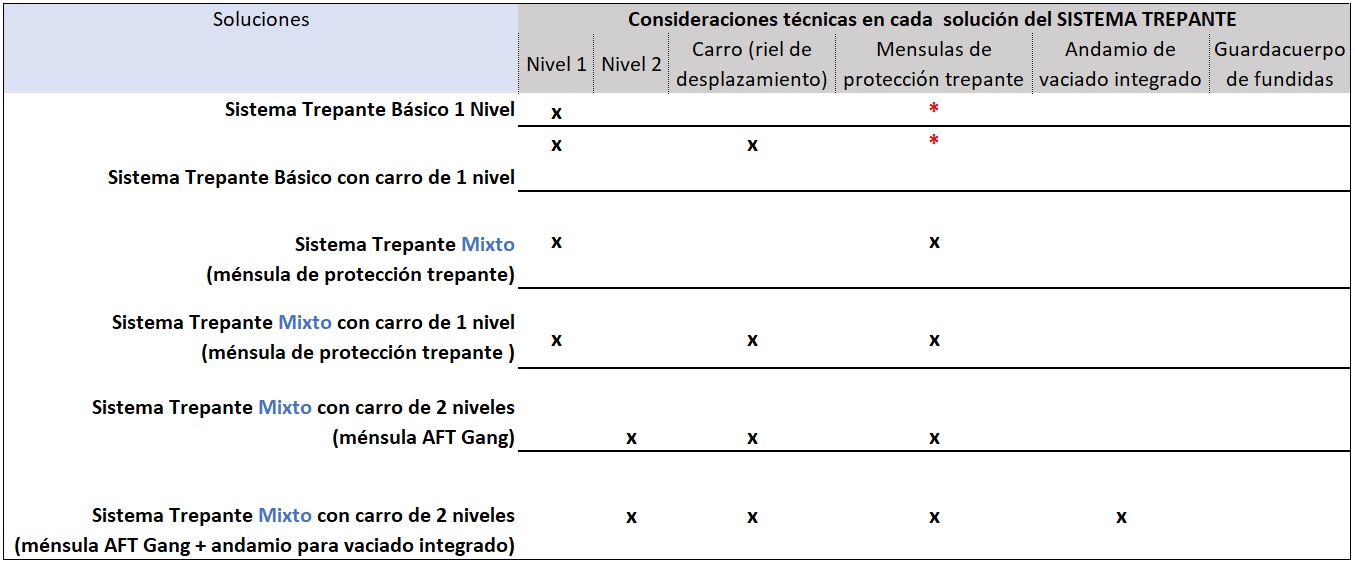 Soluciones
Consideraciones técnicas en cada solución del SISTEMA TREPANTE
Nivel 1
Nivel 2
Carro (riel de
desplazamiento)
Mensulas de
protección trepante
Andamio de
vaciado integrado
Guardacuerpo
de fundidas
Sistema Trepante Básico 1 Nivel
x
*
x
x
*
Sistema Trepante Básico con carro de 1 nivel
Sistema Trepante Mixto
x
x
(ménsula de protección trepante)
Sistema Trepante Mixto con carro de 1 nivel
x
x
x
(ménsula de protección trepante )
Sistema Trepante Mixto con carro de 2 niveles
(ménsula AFT Gang)
x
x
x
Sistema Trepante Mixto con carro de 2 niveles
x
x
x
x
(ménsula AFT Gang + andamio para vaciado integrado)